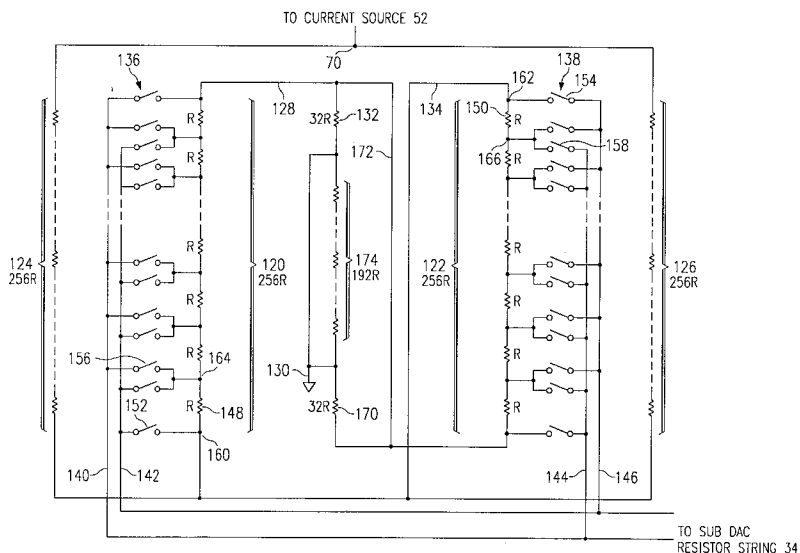 TO CURRENT SOURCE 52
70
136
138
154
128
134
162
150
132
32R
R
R
172
166
R
158
R
R
124
256R
120
256R
174
192R
122
256R
126
256R
R
R
R
R
156
164
130
R
R
152
R
148
32R
170
R
160
140
142
144
146
TO SUB DAC
RESISTOR STRING 34